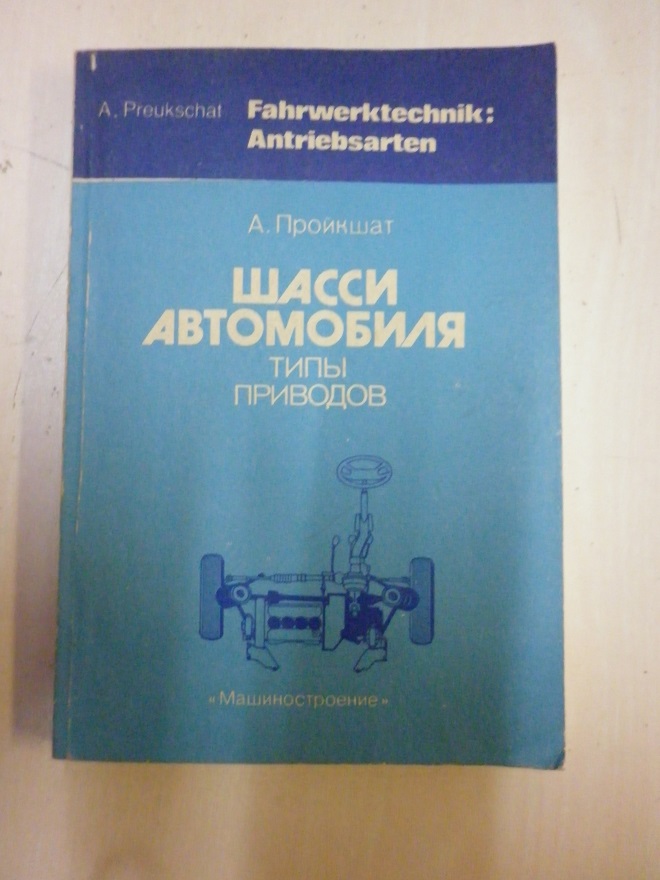 A. Preukschat Fahrwerktechnik:
Antriebsarten
А. Пройкшат
ШАССИ
АВТОМОБИЛЯ
ТИПЫ
ПРИВОДОВ
«Машиностроение»